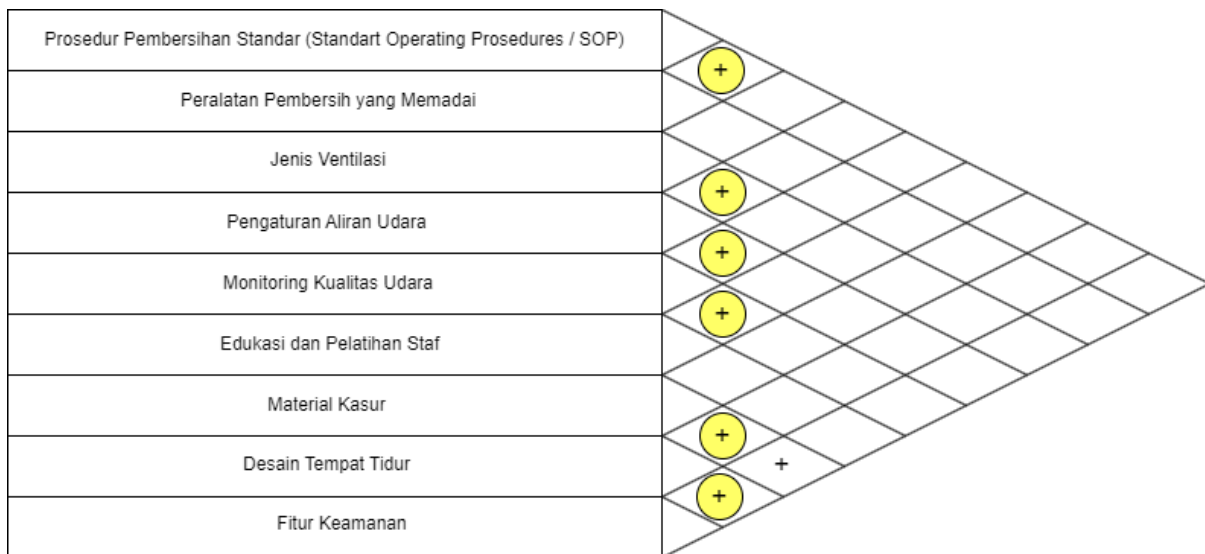 Prosedur Pembersihan Standar (Standart Operating Prosedures / SOP)
+
Peralatan Pembersih yang Memadai
Jenis Ventilasi
+
Pengaturan Aliran Udara
+
Monitoring Kualitas Udara
+
Edukasi dan Pelatihan Staf
Material Kasur
+
Desain Tempat Tidur
+
+
Fitur Keamanan